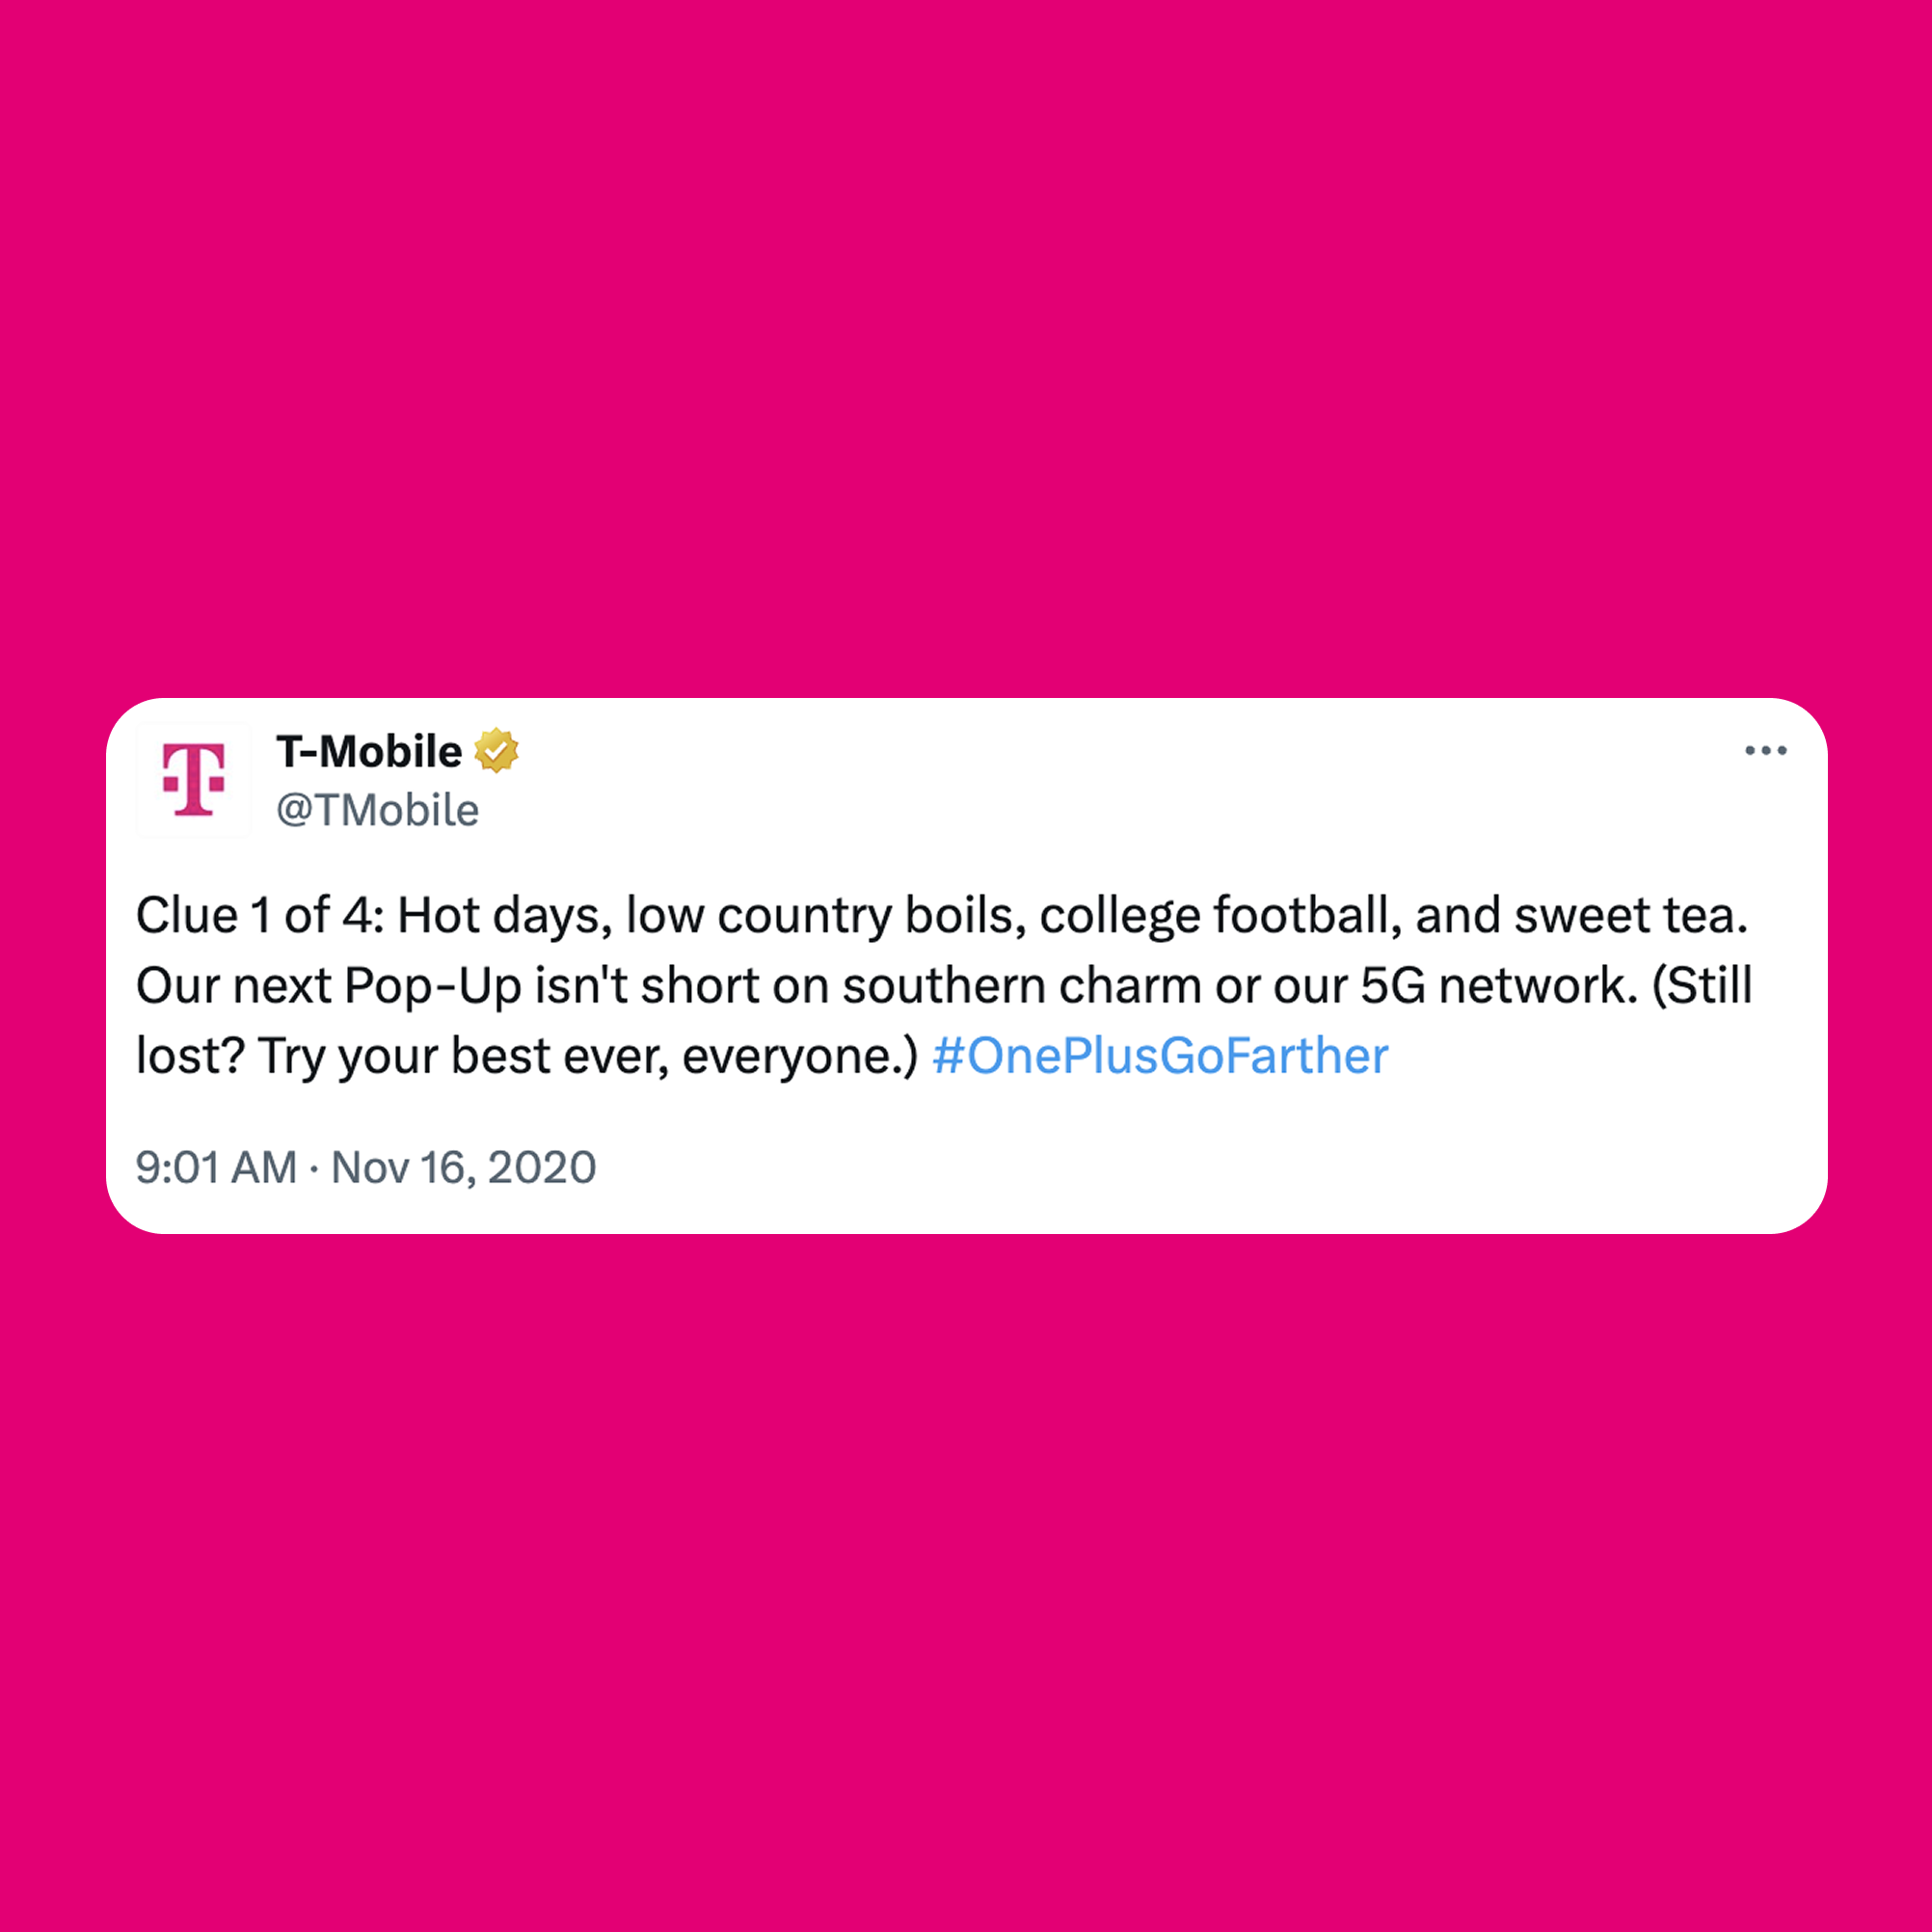 T-Mobile
@TMobile
Clue 1 of 4: Hot days, low country boils, college football, and sweet tea.
Our next Pop-Up isn't short on southern charm or our 5G network. (Still
lost? Try your best ever, everyone.) #OnePlusGoFarther
9:01 AM · Nov 16, 2020